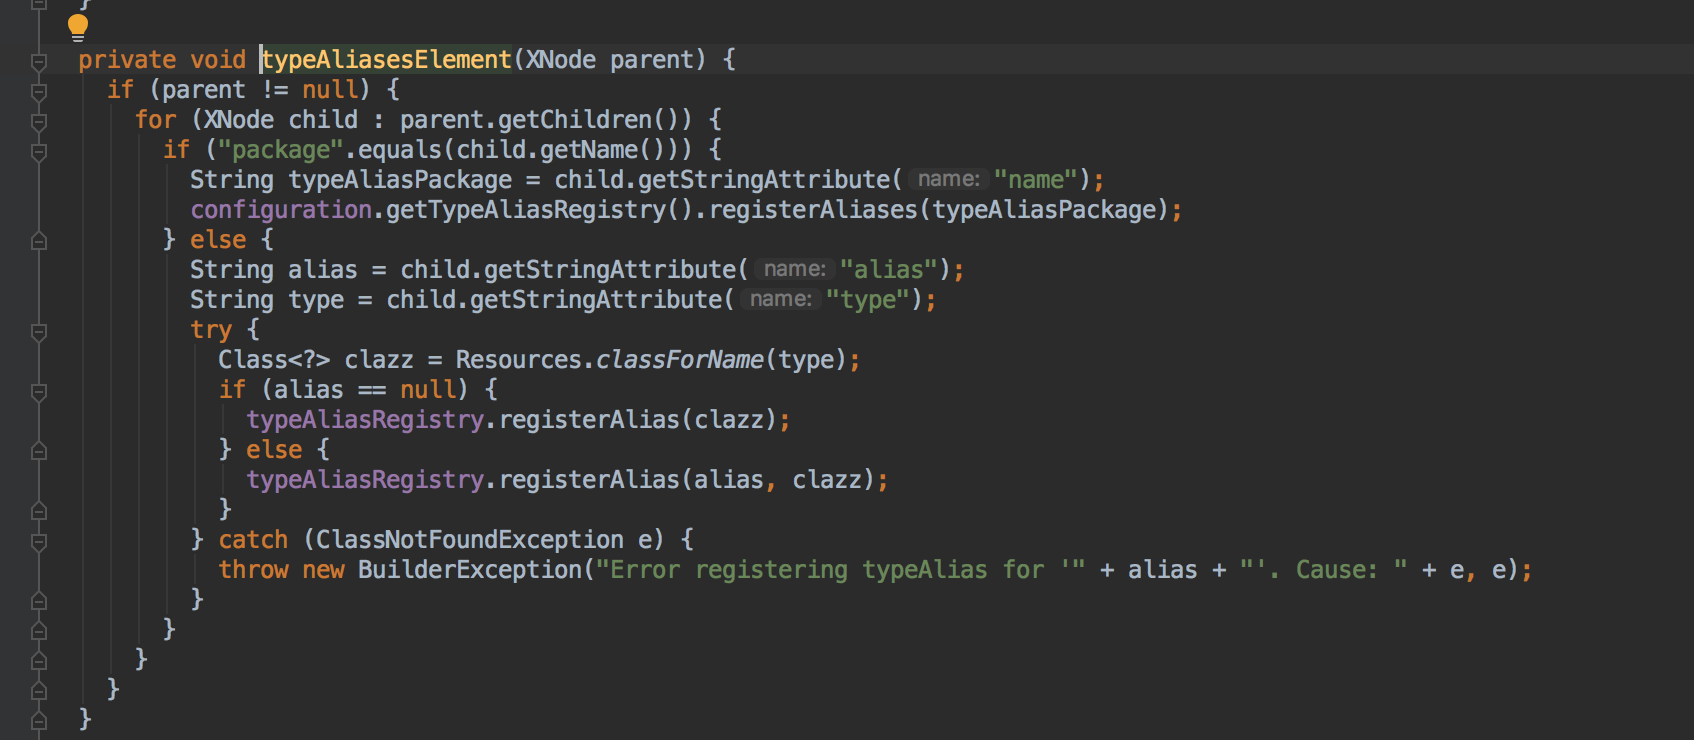 }
private void typeAliasesElement(XNode parent) {
if (parent != null) {
for (XNode child : parent.getChildren()) {
if ("package".equals(child.getName())) {
String typeAliasPackage = child.getStringAttribute( name: "name");
configuration.getTypeAliasRegistry().registerAliases(typeAliasPackage);
} else {
String alias = child.getStringAttribute( name: "alias");
String type = child.getStringAttribute( name: "type");
try {
Class<?> clazz = Resources.classForName(type);
if (alias == null) {
typeAliasRegistry.registerAlias(clazz);
} else {
typeAliasRegistry.registerAlias(alias, clazz);
}
} catch (ClassNotFoundException e) {
throw new BuilderException("Error registering typeAlias for '" + alias + "'. Cause: " + e, e);
}
}
}
}
}